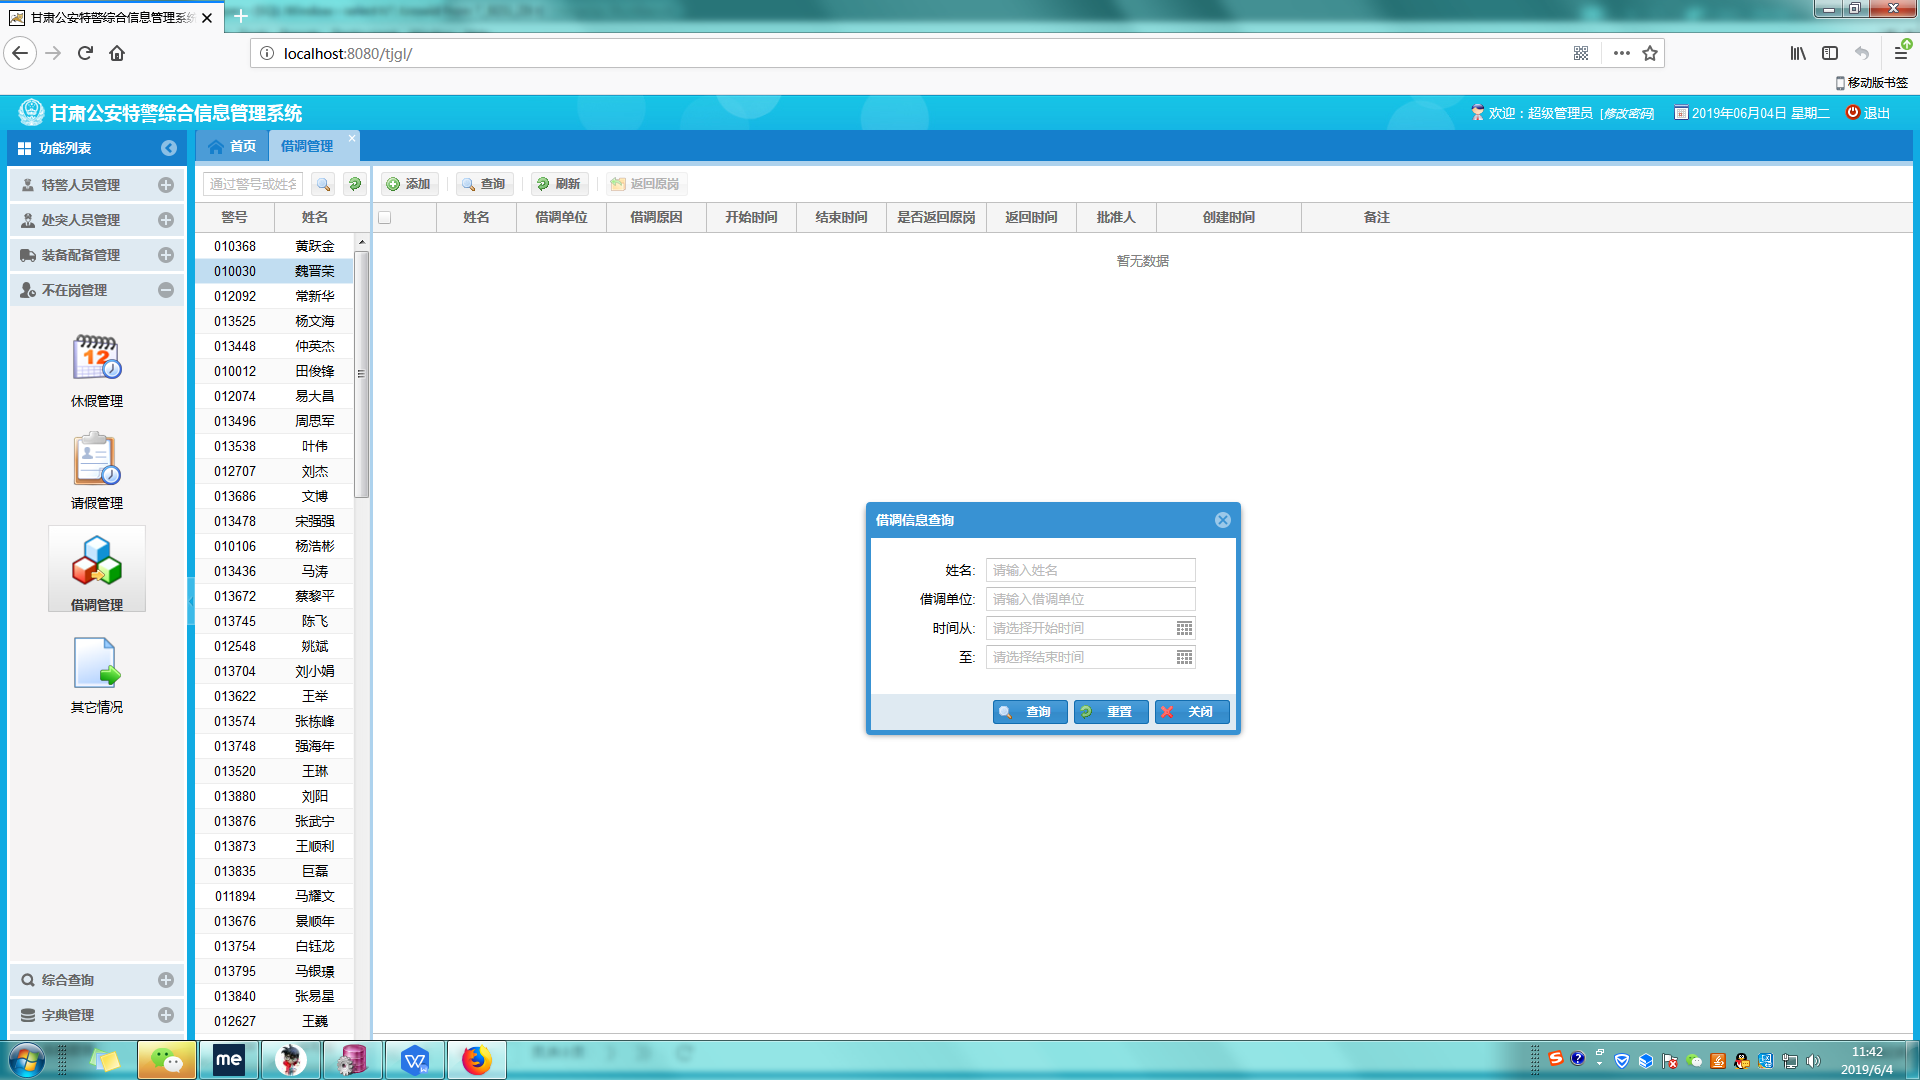 甘肃公安特警综合信息管理系统
localhost:8080/tjgl/
移动版书签
甘肃公安特警综合信息管理系统
欢迎：超级管理员 [修改密码] 2019年06月04日 星期二 退出
功能列表
首页 借调管理
特警人员管理
处突人员管理
装备配备管理
不在岗管理
12
休假管理
请假管理
借调管理
其它情况
综合查询
字典管理
通过警号或姓名
添加 查询 刷新 返回原岗
警号 姓名
姓名 借调单位 借调原因 开始时间 结束时间 是否返回原岗 返回时间 批准人 创建时间 备注
暂无数据
010368 黄跃金
010030 魏晋荣
012092 常新华
013525 杨文海
013448 仲英杰
010012 田俊锋
012074 易大昌
013496 周思军
013538 叶伟
012707 刘杰
013686 文博
013478 宋强强
010106 杨浩彬
013436 马涛
013672 蔡黎平
013745 陈飞
012548 姚斌
013704 刘小娟
013622 王举
013574 张栋峰
013748 强海年
013520 王琳
013880 刘阳
013876 张武宁
013873 王顺利
013835 巨磊
011894 马耀文
013676 景顺年
013754 白钰龙
013795 马银璟
013840 张易星
012627 王巍
借调信息查询
姓名: 请输入姓名
借调单位: 请输入借调单位
时间从: 请选择开始时间
至: 请选择结束时间
查询 重置 关闭
me
11:42
2019/6/4